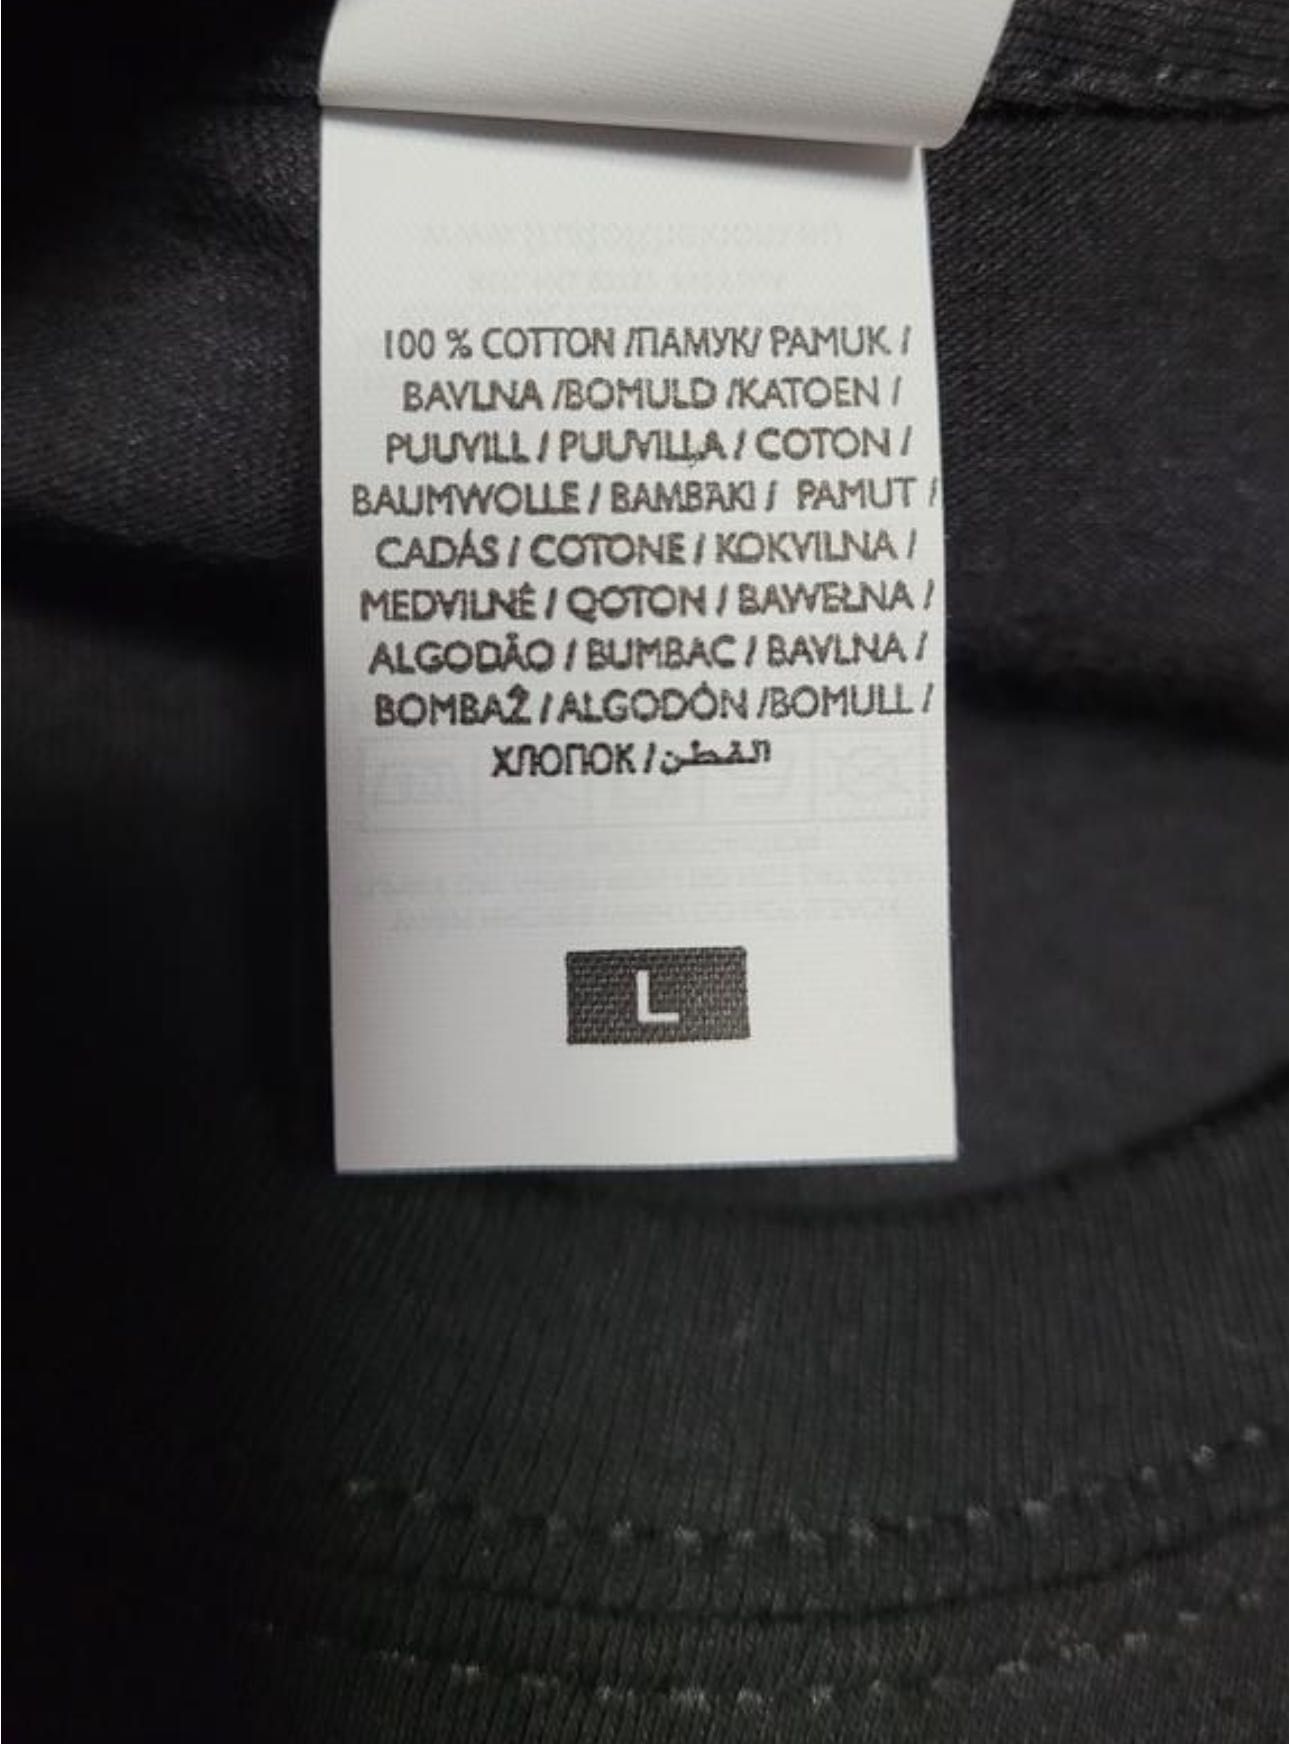 100 % COTTON /ПАМУК/ PAMUK /
BAVLNA /BOMULD /KATOEN /
PUUVILL / PUUVILLA / COTON /
BAUMWOLLE / BAMBAKI / PAMUT /
CADÁS / COTONE / KOKVILNA /
MEDVILNĖ / QOTON / BAWEŁNA /
ALGODÃO / BUMBAC / BAVLNA /
BOMBAŽ / ALGODÓN /BOMULL /
ХЛОПОК / القطن
L